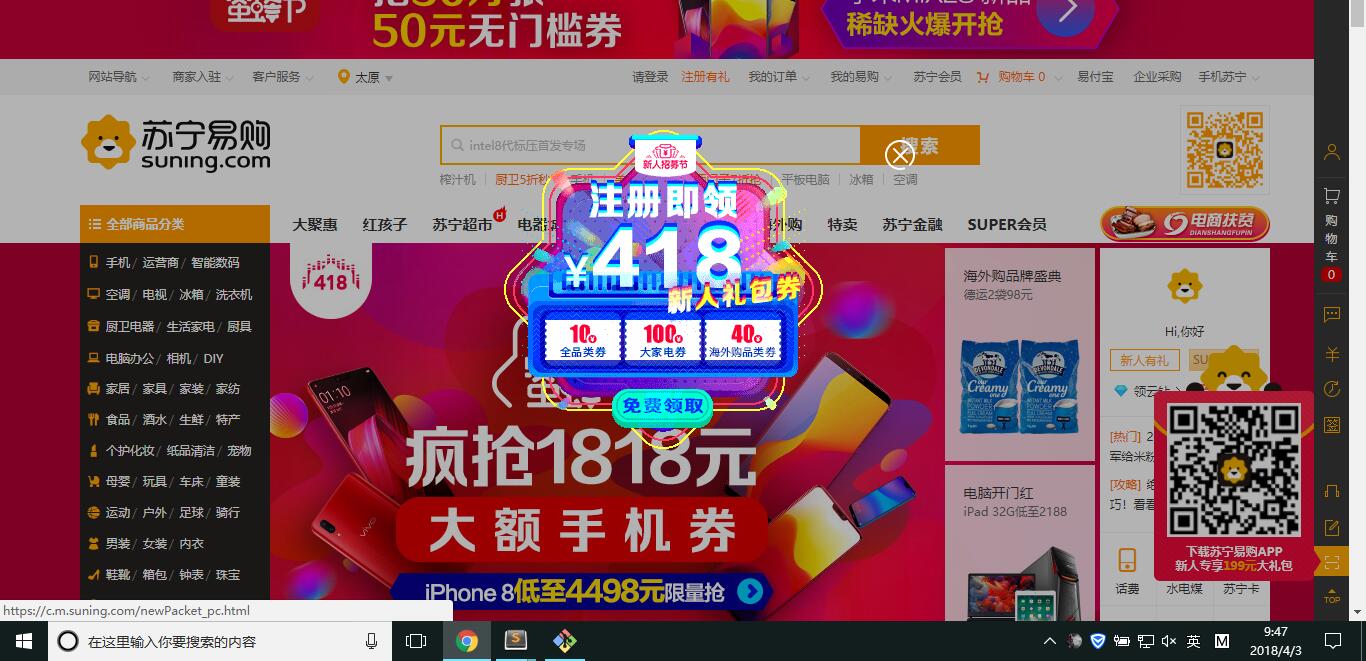 50元无门槛券
稀缺火爆开抢
网站导航 商家入驻 客户服务 太原 请登录 注册有礼 我的订单 我的易购 苏宁会员 购物车 0 易付宝 企业采购 手机苏宁
苏宁易购
suning.com
intel8代标压首发专场
搜索
榨汁机 厨卫5折秒 手机 平板电脑 冰箱 空调
全部商品分类 大聚惠 红孩子 苏宁超市 H 特卖 苏宁金融 SUPER会员
电商扶贫
DIANSHANGFUPIN
手机/ 运营商/ 智能数码
空调/ 电视/ 冰箱/ 洗衣机
厨卫电器/ 生活家电/ 厨具
电脑办公/ 相机/ DIY
家居/ 家具/ 家装/ 家纺
食品/ 酒水/ 生鲜/ 特产
个护化妆/ 纸品清洁/ 宠物
母婴/ 玩具/ 车床/ 童装
运动/ 户外/ 足球/ 骑行
男装/ 女装/ 内衣
鞋靴/ 箱包/ 钟表/ 珠宝
418
新人招募节
注册即领
¥418
新人礼包券
10元 100元 40元
全品类券 大家电券 海外购品类券
免费领取
01:10
vivo
疯抢1818元
大额手机券
iPhone 8低至4498元限量抢
海外购品牌盛典
德运2袋98元
DEVONDALE DEVONDALE
Creamy Creamy
电脑开门红
iPad 32G低至2188
Hi,你好
新人有礼 SU
领云钻
[热门] 2
军给米粉
[攻略] 给
巧！看看
话费 水电煤 苏宁卡
下载苏宁易购APP
新人专享199元大礼包
购物车
0
签
TOP
https://c.m.suning.com/newPacket_pc.html
在这里输入你要搜索的内容
S
英 M
9:47
2018/4/3